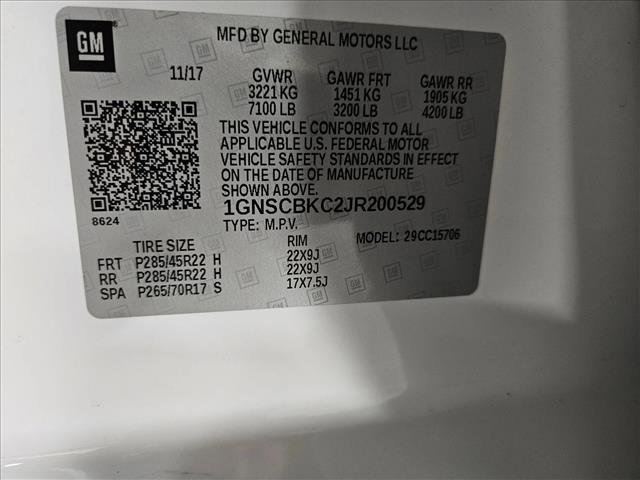 GM
MFD BY GENERAL MOTORS LLC
11/17 GVWR GAWR FRT GAWR RR
3221 KG 1451 KG 1905 KG
7100 LB 3200 LB 4200 LB
THIS VEHICLE CONFORMS TO ALL
APPLICABLE U.S. FEDERAL MOTOR
VEHICLE SAFETY STANDARDS IN EFFECT
ON THE DATE OF MANUFACTURE
SHOWN ABOVE.
8624
1GNSCBKC2JR200529
TYPE: M.P.V. MODEL: 29CC15706
TIRE SIZE RIM
FRT P285/45R22 H 22X9J
RR P285/45R22 H 22X9J
SPA P265/70R17 S 17X7.5J